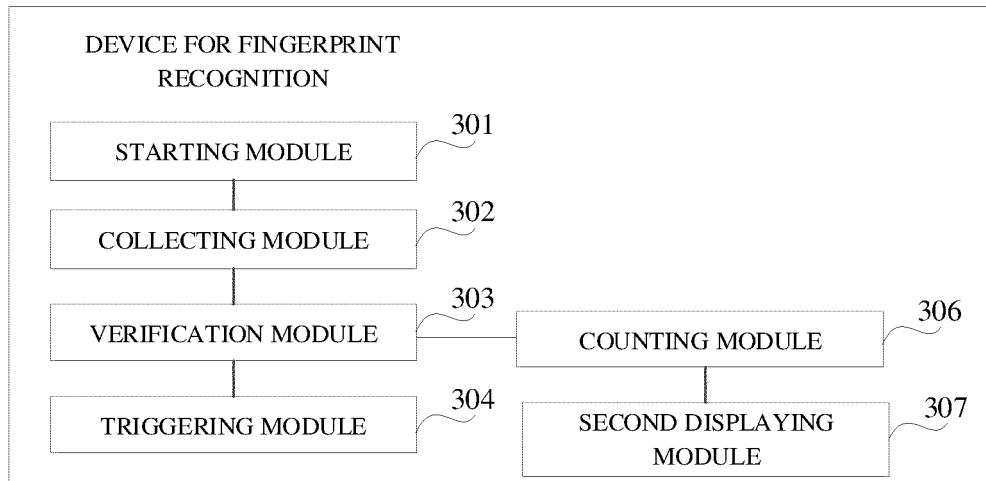 DEVICE FOR FINGERPRINT
RECOGNITION
STARTING MODULE
301
COLLECTING MODULE
302
VERIFICATION MODULE
303
TRIGGERING MODULE
304
COUNTING MODULE
306
SECOND DISPLAYING
MODULE
307